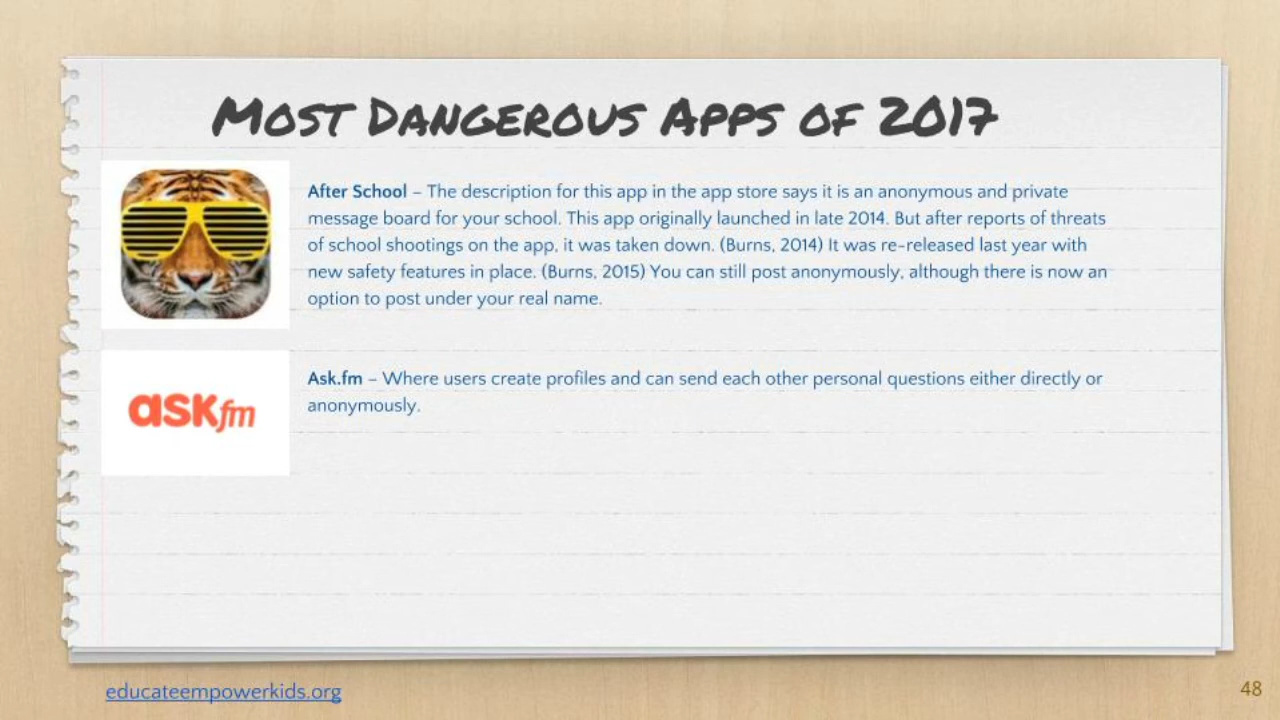 Most Dangerous Apps of 2017
After School – The description for this app in the app store says it is an anonymous and private
message board for your school. This app originally launched in late 2014. But after reports of threats
of school shootings on the app, it was taken down. (Burns, 2014) It was re-released last year with
new safety features in place. (Burns, 2015) You can still post anonymously, although there is now an
option to post under your real name.
askfm
Ask.fm – Where users create profiles and can send each other personal questions either directly or
anonymously.
educateempowerkids.org
48